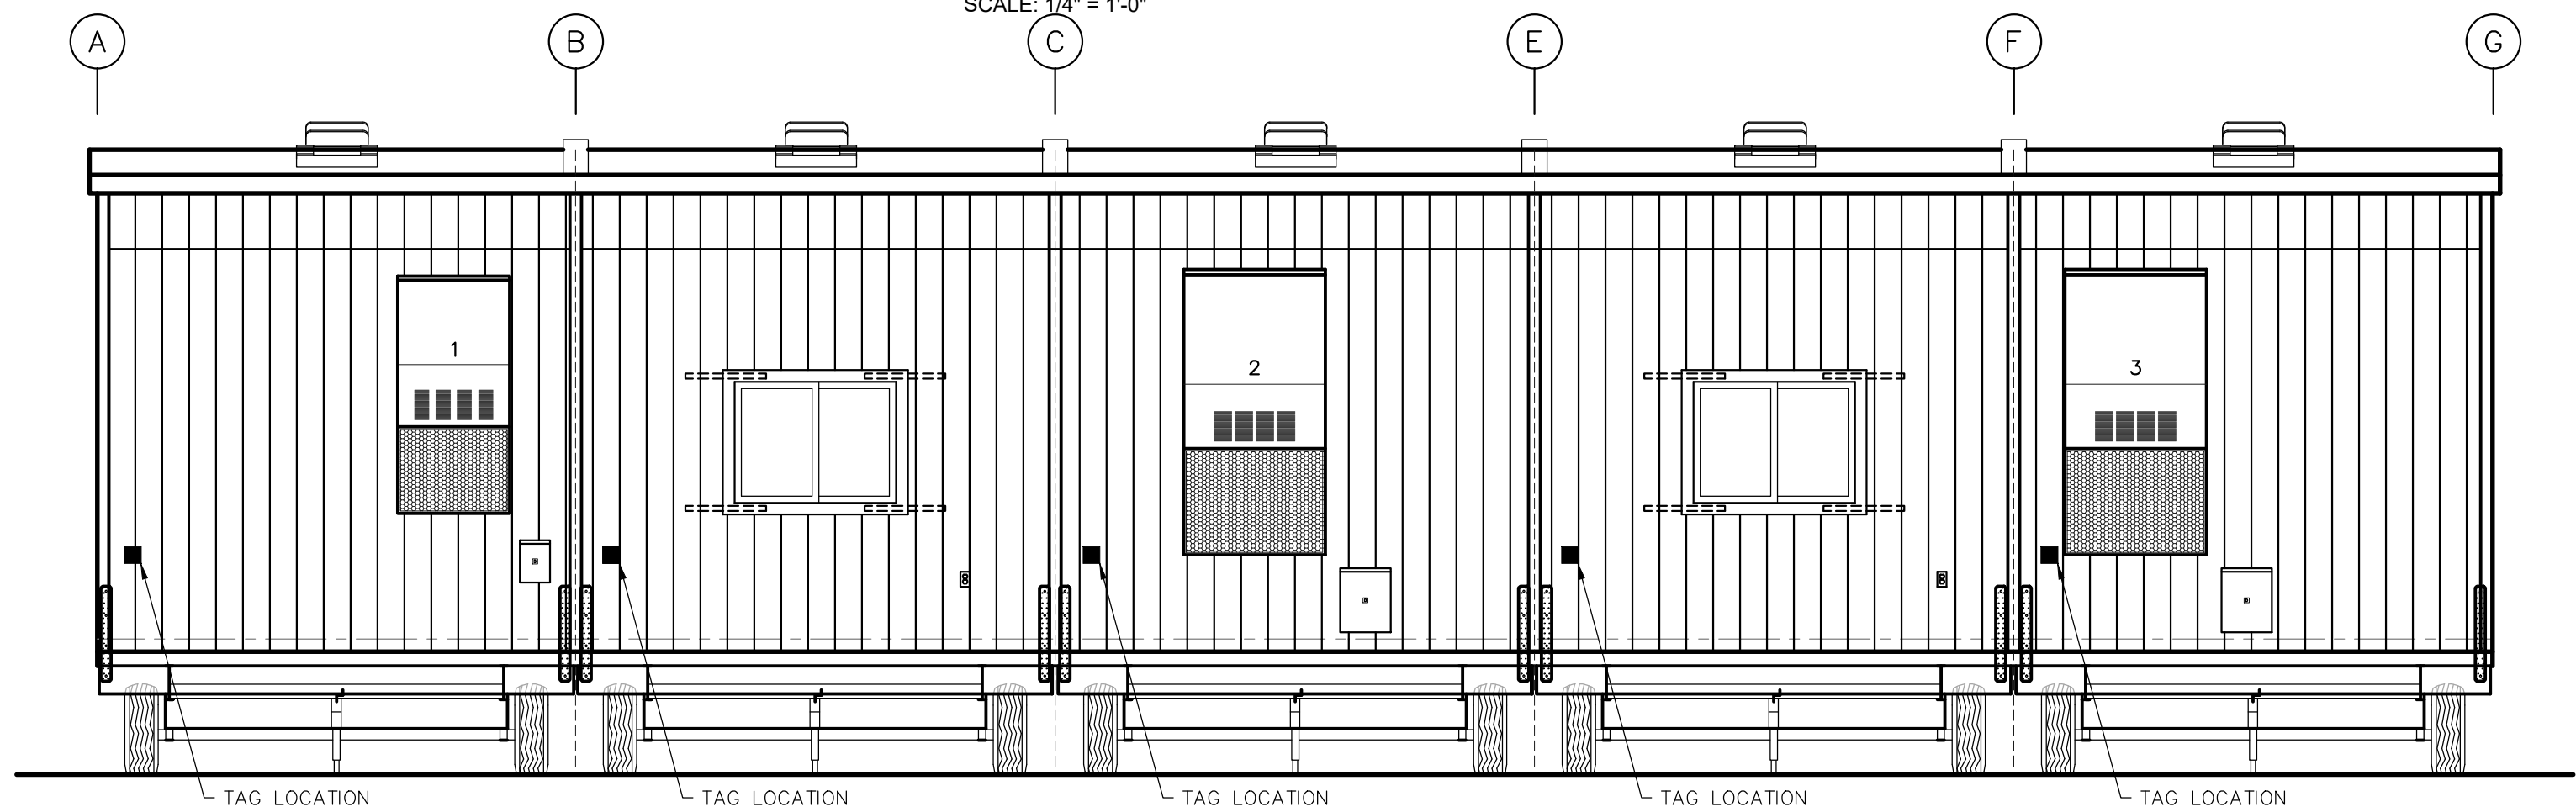 SCALE: 1/4" = 1'-0"
A B C E F G
1 2 3
TAG LOCATION TAG LOCATION TAG LOCATION TAG LOCATION TAG LOCATION